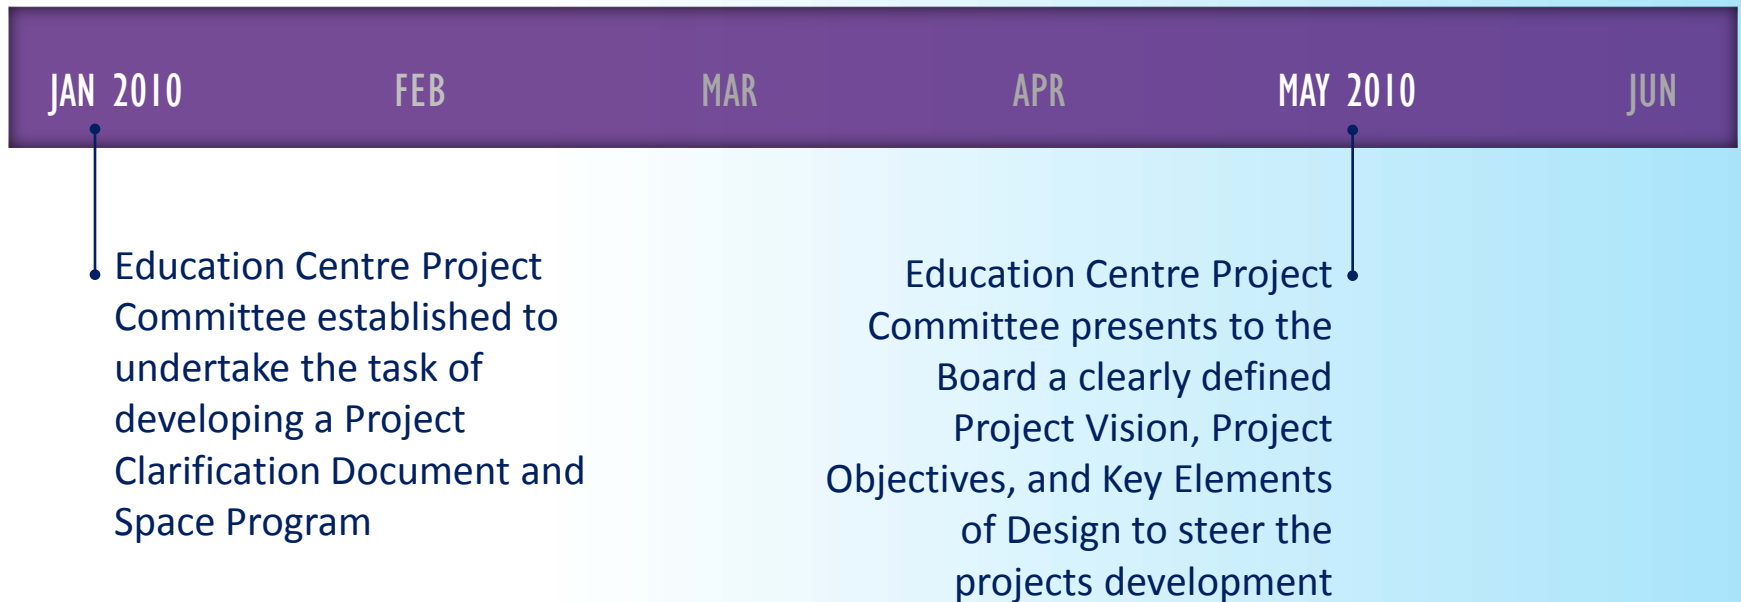 JAN 2010 FEB MAR APR MAY 2010 JUN
Education Centre Project
Committee established to
undertake the task of
developing a Project
Clarification Document and
Space Program
Education Centre Project
Committee presents to the
Board a clearly defined
Project Vision, Project
Objectives, and Key Elements
of Design to steer the
projects development